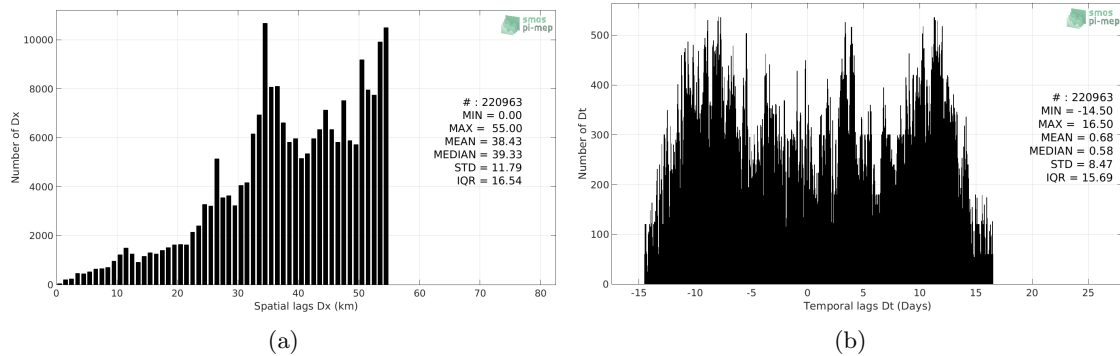 smos
pi-mep
10000
8000
6000
4000
2000
0
Number of Dx
# : 220963
MIN = 0.00
MAX = 55.00
MEAN = 38.43
MEDIAN = 39.33
STD = 11.79
IQR = 16.54
0 10 20 30 40 50 60 70 80
Spatial lags Dx (km)
(a)
smos
pi-mep
500
400
300
200
100
0
Number of Dt
# : 220963
MIN = -14.50
MAX = 16.50
MEAN = 0.68
MEDIAN = 0.58
STD = 8.47
IQR = 15.69
-15 -10 -5 0 5 10 15 20 25
Temporal lags Dt (Days)
(b)